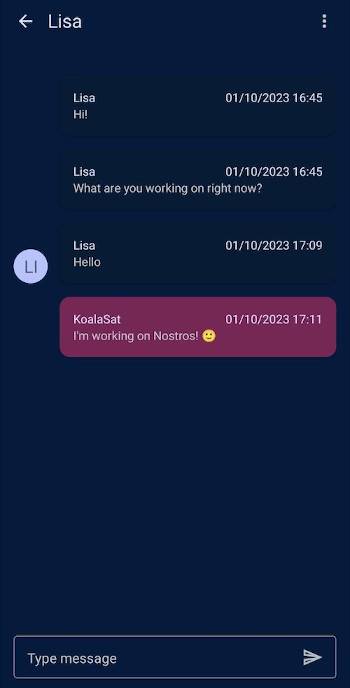 Lisa
Lisa 01/10/2023 16:45
Hi!
Lisa 01/10/2023 16:45
What are you working on right now?
Lisa 01/10/2023 17:09
Hello
LI
KoalaSat 01/10/2023 17:11
I'm working on Nostros! 🙂
Type message